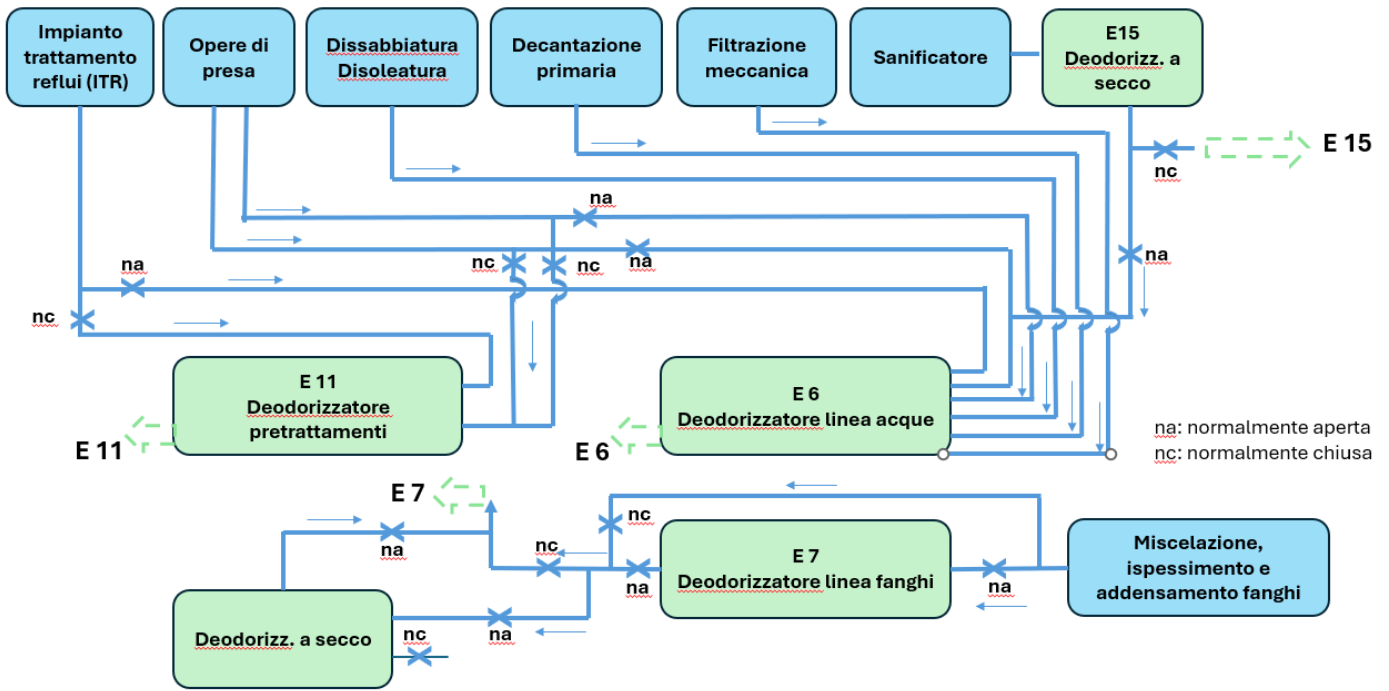 Impianto
trattamento
reflui (ITR)
Opere di
presa
Dissabbiatura
Disoleatura
Decantazione
primaria
Filtrazione
meccanica
Sanificatore
E15
Deodorizz. a
secco
E 15
nc
na
na
nc
nc
na
na
nc
E 11
Deodorizzatore
pretrattamenti
E 11
E 6
Deodorizzatore linea acque
E 6
na: normalmente aperta
nc: normalmente chiusa
E 7
na
nc
nc
na
E 7
Deodorizzatore linea fanghi
na
Miscelazione,
ispessimento e
addensamento fanghi
Deodorizz. a secco
na
nc